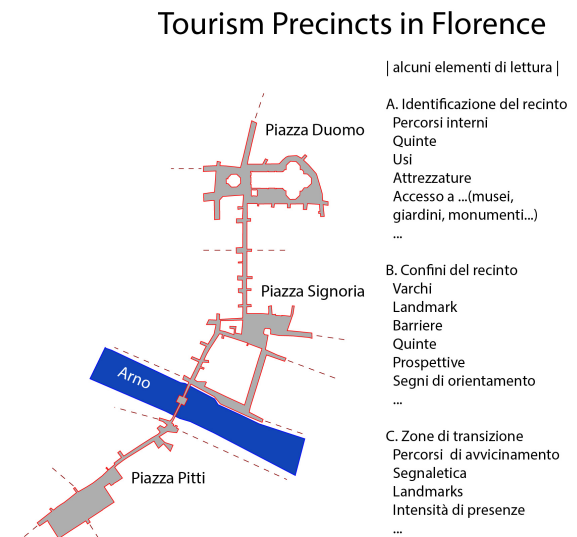 Tourism Precincts in Florence
| alcuni elementi di lettura |
A. Identificazione del recinto
Percorsi interni
Quinte
Usi
Attrezzature
Accesso a ...(musei,
giardini, monumenti...)
...
B. Confini del recinto
Varchi
Landmark
Barriere
Quinte
Prospettive
Segni di orientamento
...
C. Zone di transizione
Percorsi di avvicinamento
Segnaletica
Landmarks
Intensità di presenze
...
Piazza Duomo
Piazza Signoria
Arno
Piazza Pitti